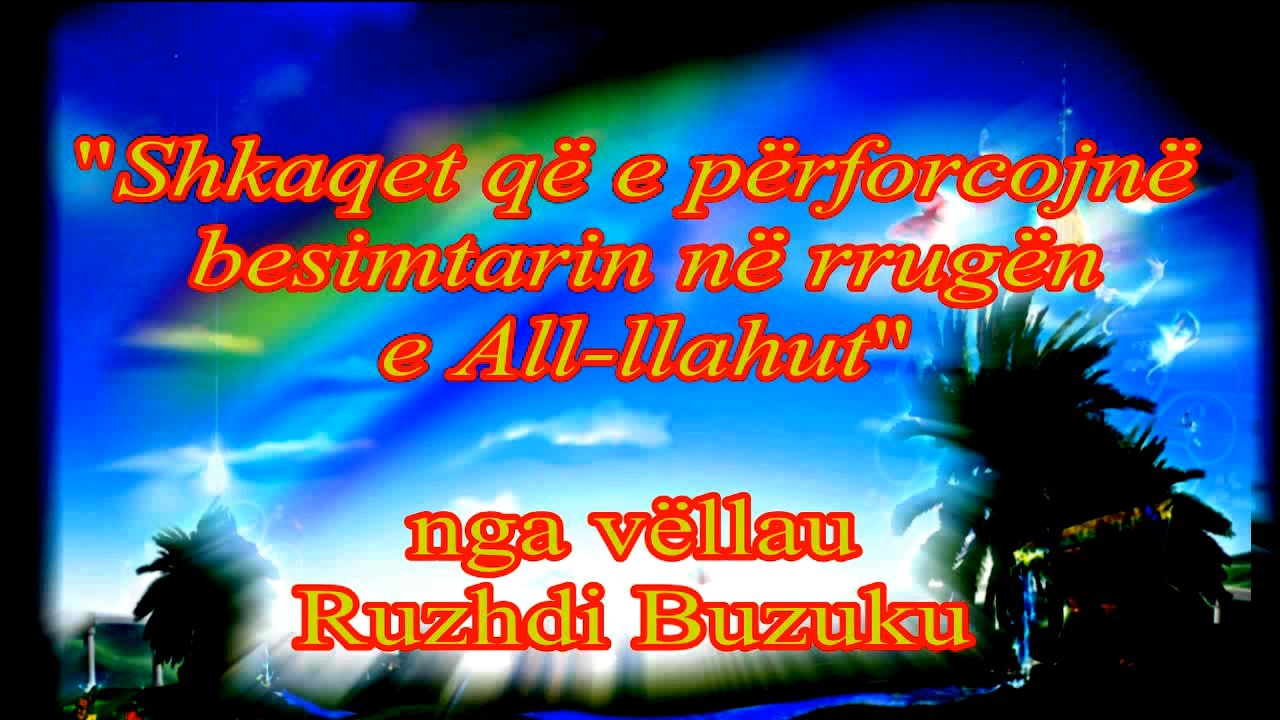 "Shkaqet që e përforcojnë
besimtarin në rrugën
e All-llahut"
nga vëllau
Ruzhdi Buzuku